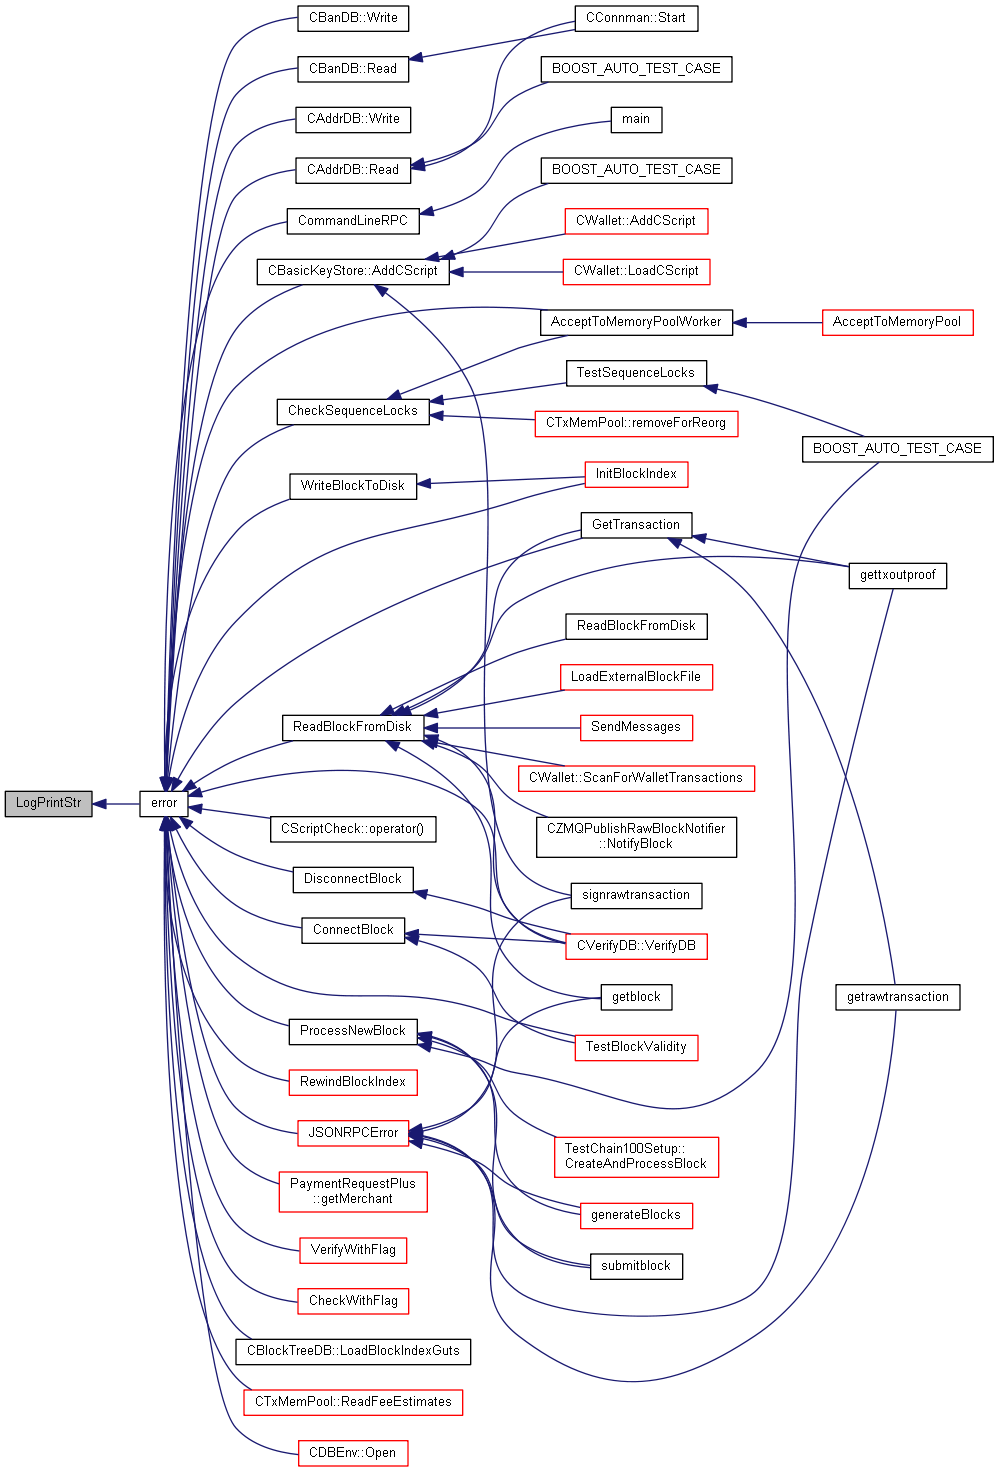 CBanDB::Write
CConnman::Start
CBanDB::Read
BOOST_AUTO_TEST_CASE
CAddrDB::Write
main
CAddrDB::Read
BOOST_AUTO_TEST_CASE
CommandLineRPC
CWallet::AddCScript
CBasicKeyStore::AddCScript
CWallet::LoadCScript
AcceptToMemoryPoolWorker
AcceptToMemoryPool
TestSequenceLocks
CheckSequenceLocks
CTxMemPool::removeForReorg
BOOST_AUTO_TEST_CASE
InitBlockIndex
WriteBlockToDisk
GetTransaction
gettxoutproof
ReadBlockFromDisk
LoadExternalBlockFile
ReadBlockFromDisk
SendMessages
CWallet::ScanForWalletTransactions
LogPrintStr
error
CScriptCheck::operator()
CZMQPublishRawBlockNotifier
::NotifyBlock
DisconnectBlock
signrawtransaction
ConnectBlock
CVerifyDB::VerifyDB
getblock
getrawtransaction
ProcessNewBlock
TestBlockValidity
RewindBlockIndex
JSONRPCError
TestChain100Setup::
CreateAndProcessBlock
PaymentRequestPlus
::getMerchant
generateBlocks
VerifyWithFlag
submitblock
CheckWithFlag
CBlockTreeDB::LoadBlockIndexGuts
CTxMemPool::ReadFeeEstimates
CDBEnv::Open